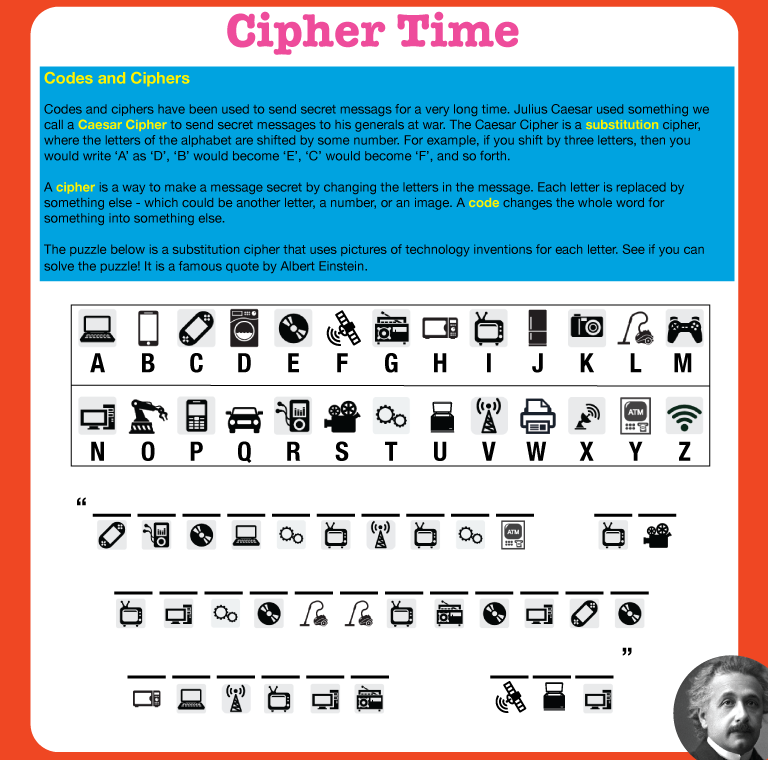 Cipher Time
Codes and Ciphers
Codes and ciphers have been used to send secret messags for a very long time. Julius Caesar used something we
call a Caesar Cipher to send secret messages to his generals at war. The Caesar Cipher is a substitution cipher,
where the letters of the alphabet are shifted by some number. For example, if you shift by three letters, then you
would write ‘A’ as ‘D’, ‘B’ would become ‘E’, ‘C’ would become ‘F’, and so forth.
A cipher is a way to make a message secret by changing the letters in the message. Each letter is replaced by
something else - which could be another letter, a number, or an image. A code changes the whole word for
something into something else.
The puzzle below is a substitution cipher that uses pictures of technology inventions for each letter. See if you can
solve the puzzle! It is a famous quote by Albert Einstein.
A B C D E F G H I J K L M
ATM
N O P Q R S T U V W X Y Z
“
ATM
”